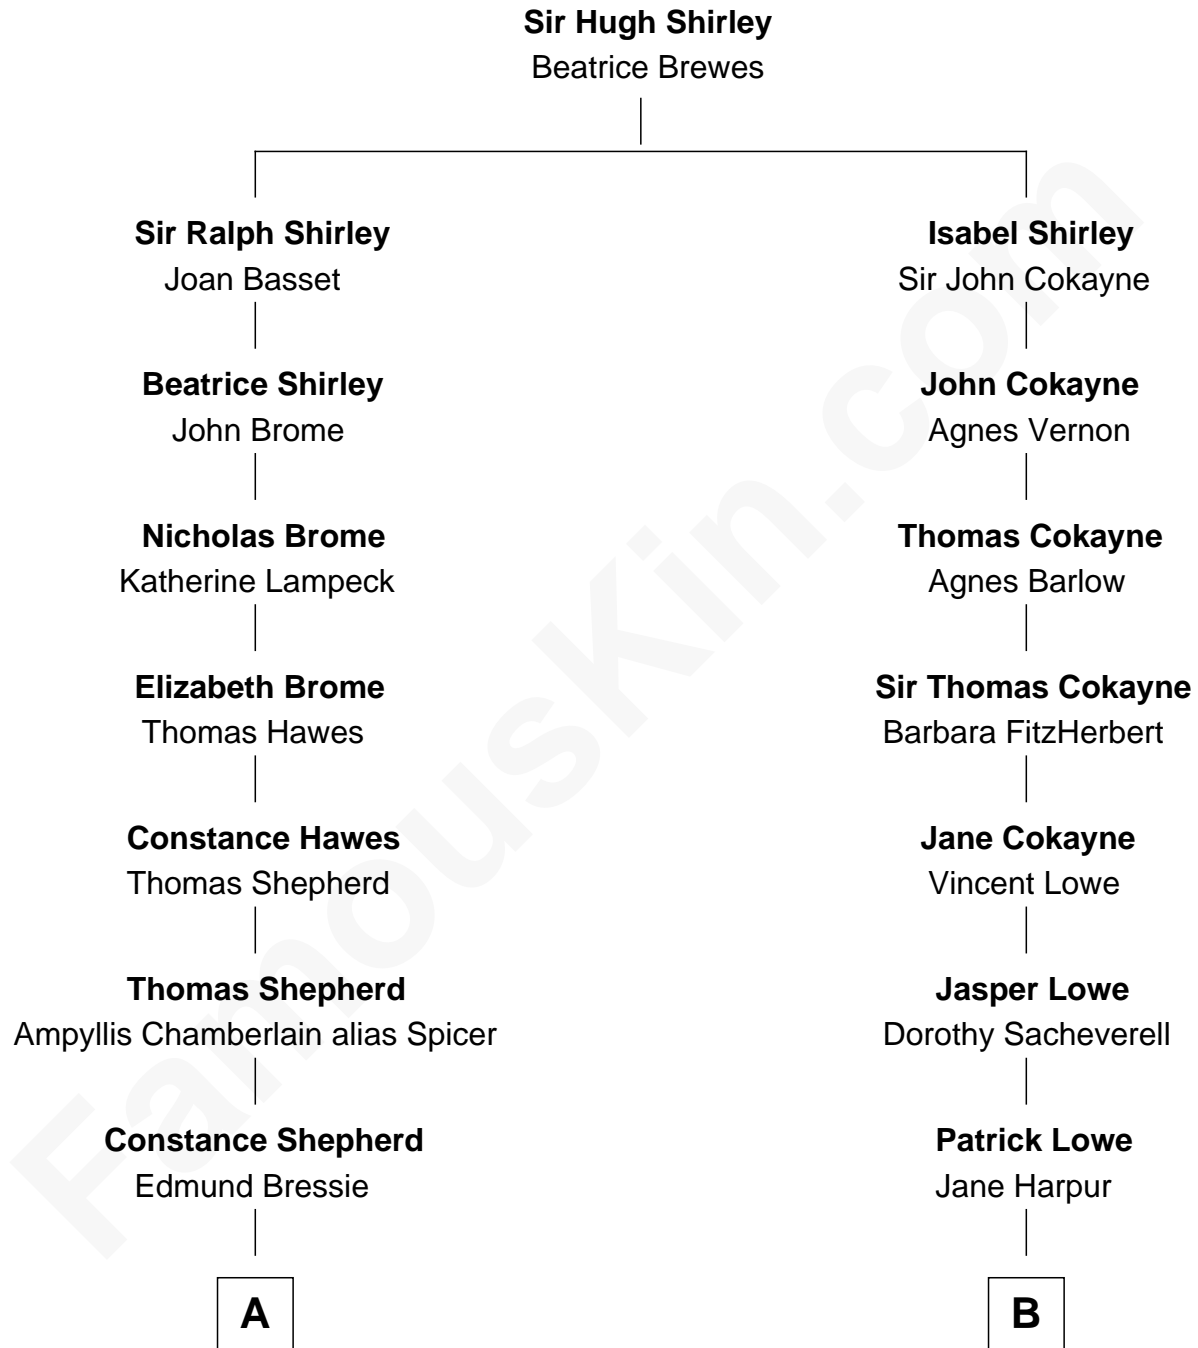 Sir Hugh Shirley
Beatrice Brewes
Sir Ralph Shirley
Joan Basset
Isabel Shirley
Sir John Cokayne
Beatrice Shirley
John Brome
John Cokayne
Agnes Vernon
Nicholas Brome
Katherine Lampeck
Thomas Cokayne
Agnes Barlow
Elizabeth Brome
Thomas Hawes
Sir Thomas Cokayne
Barbara FitzHerbert
Constance Hawes
Thomas Shepherd
Jane Cokayne
Vincent Lowe
Thomas Shepherd
Ampyllis Chamberlain alias Spicer
Jasper Lowe
Dorothy Sacheverell
Constance Shepherd
Edmund Bressie
Patrick Lowe
Jane Harpur
A
B
FamousKin.com